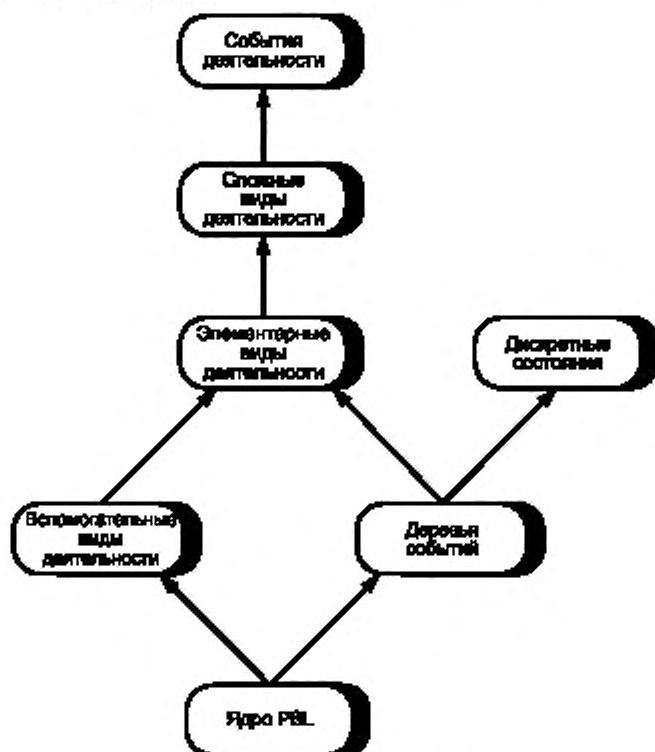 События
деятельности
Сложные
виды
деятельности
Элементарные
виды
деятельности
Дискретные
состояния
Вспомогательные
виды
деятельности
Деревья
событий
Ядро PSL